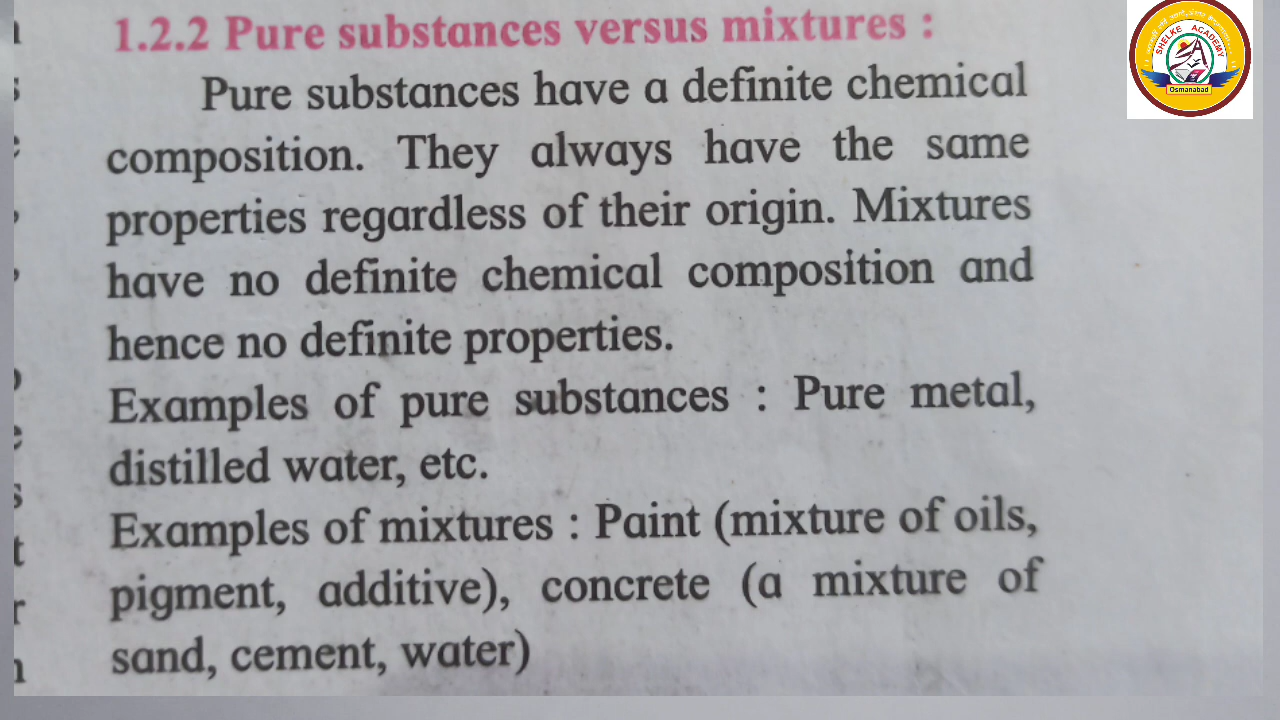 1.2.2 Pure substances versus mixtures :
Pure substances have a definite chemical
composition. They always have the same
properties regardless of their origin. Mixtures
have no definite chemical composition and
hence no definite properties.
Examples of pure substances : Pure metal,
distilled water, etc.
Examples of mixtures : Paint (mixture of oils,
pigment, additive), concrete (a mixture of
sand, cement, water)
SHELKE ACADEMY
Osmanabad